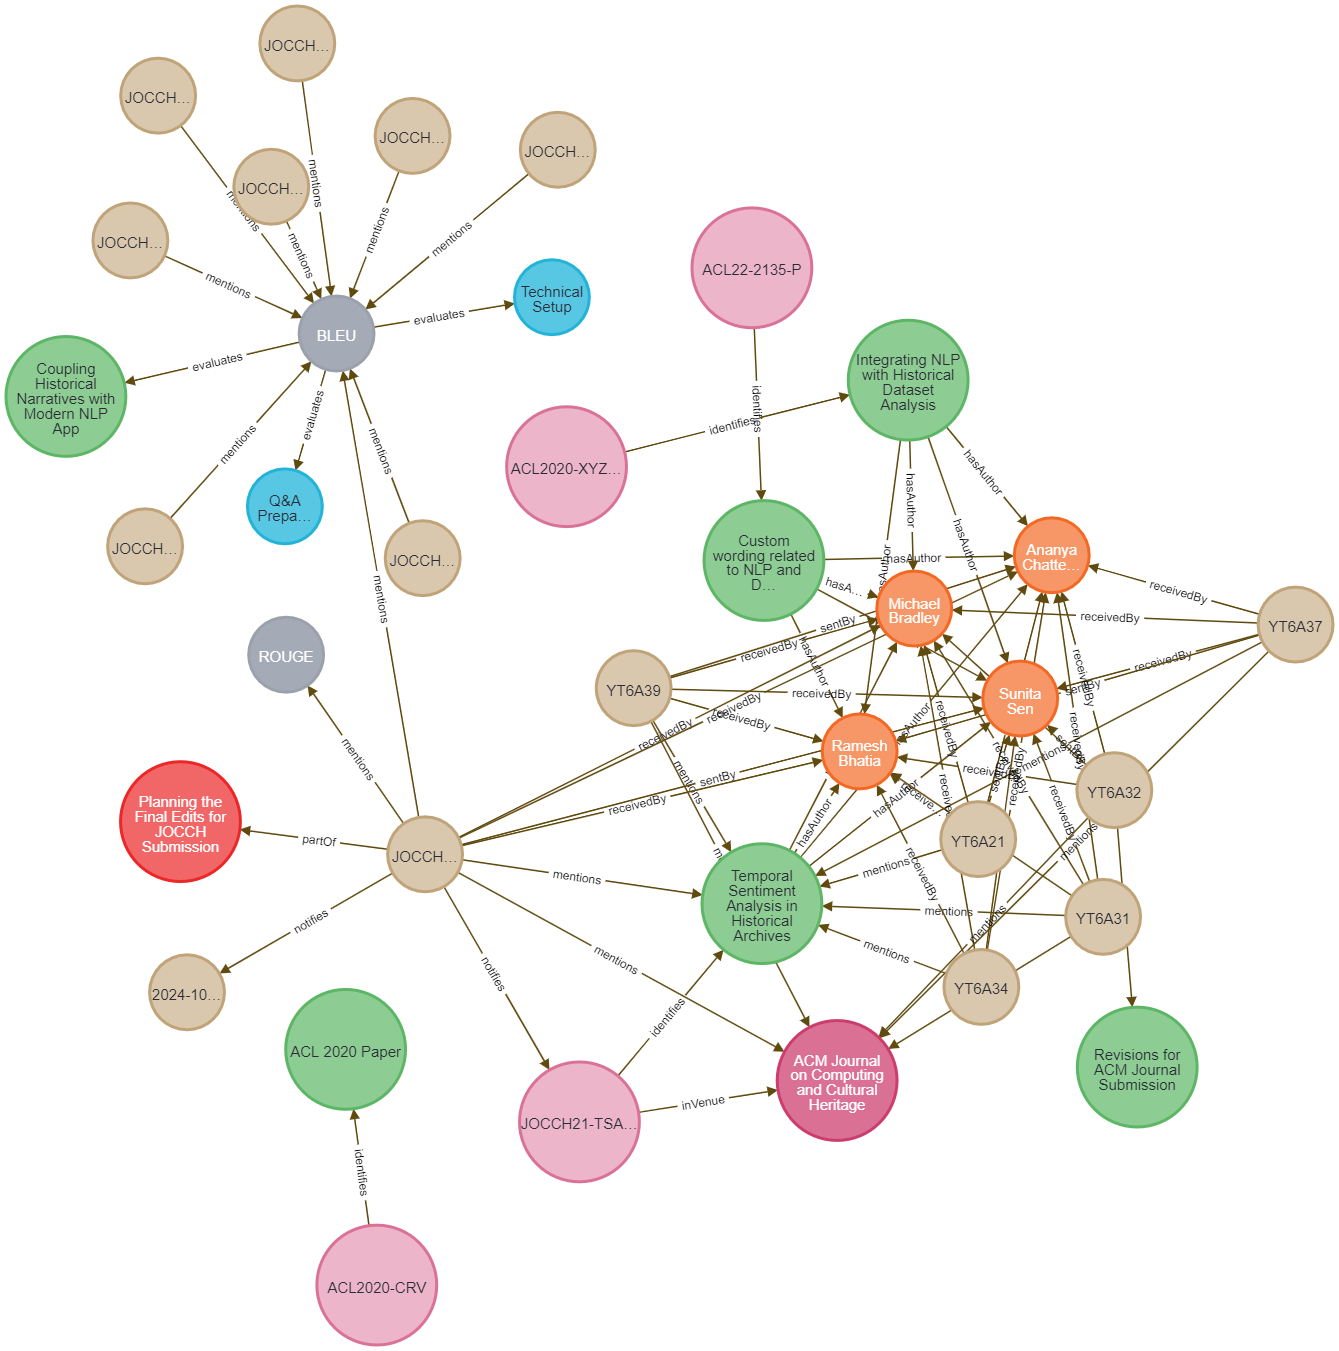 JOCCH...
JOCCH...
JOCCH...
JOCCH...
JOCCH...
JOCCH...
mentions
mentions
mentions
mentions
mentions
mentions
Technical
Setup
BLEU
evaluates
evaluates
evaluates
Coupling
Historical
Narratives with
Modern NLP
App
mentions
mentions
Q&A
Prepa...
JOCCH...
JOCCH...
mentions
ACL22-2135-P
identifies
Integrating NLP
with Historical
Dataset
Analysis
identifies
ACL2020-XYZ...
hasAuthor
hasAuthor
hasAuthor
hasAuthor
Custom
wording related
to NLP and
D...
hasAuthor
hasA...
hasAuthor
Ananya
Chatte...
Michael
Bradley
receivedBy
receivedBy
YT6A37
ROUGE
YT6A39
sentBy
receivedBy
receivedBy
receivedBy
receivedBy
sentBy
Sunita
Sen
receivedBy
mentions
receivedBy
receivedBy
Ramesh
Bhatia
hasAuthor
receivedBy
mentions
mentions
sentBy
receivedBy
receivedBy
receive...
YT6A32
Planning the
Final Edits for
JOCCH
Submission
partOf
JOCCH...
hasAuthor
hasAuthor
YT6A21
receivedBy
mentions
mentions
mentions
Temporal
Sentiment
Analysis in
Historical
Archives
receivedBy
mentions
YT6A31
notifies
mentions
notifies
mentions
mentions
YT6A34
2024-10...
identifies
ACL 2020 Paper
ACM Journal
on Computing
and Cultural
Heritage
Revisions for
ACM Journal
Submission
inVenue
JOCCH21-TSA...
identifies
ACL2020-CRV